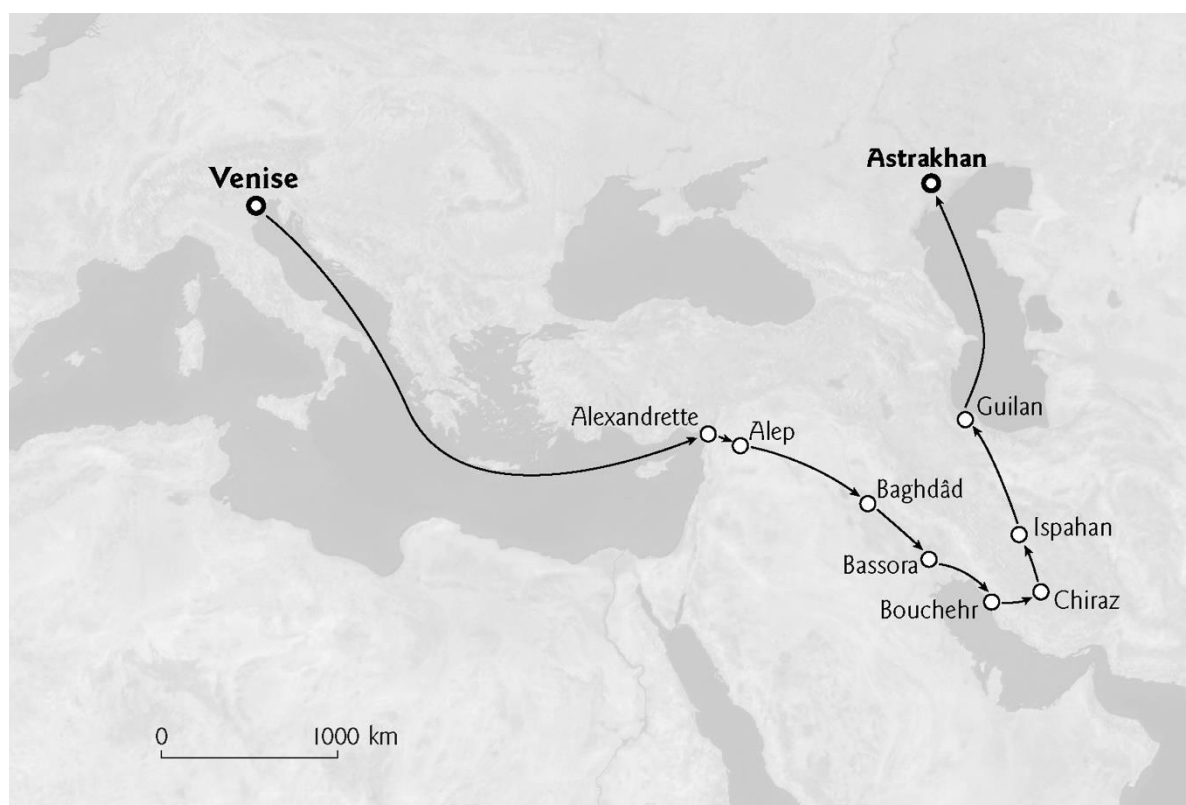 Astrakhan
Venise
Guilan
Alexandrette
Alep
Baghdâd
Ispahan
Bassora
Bouchehr
Chiraz
0 1000 km